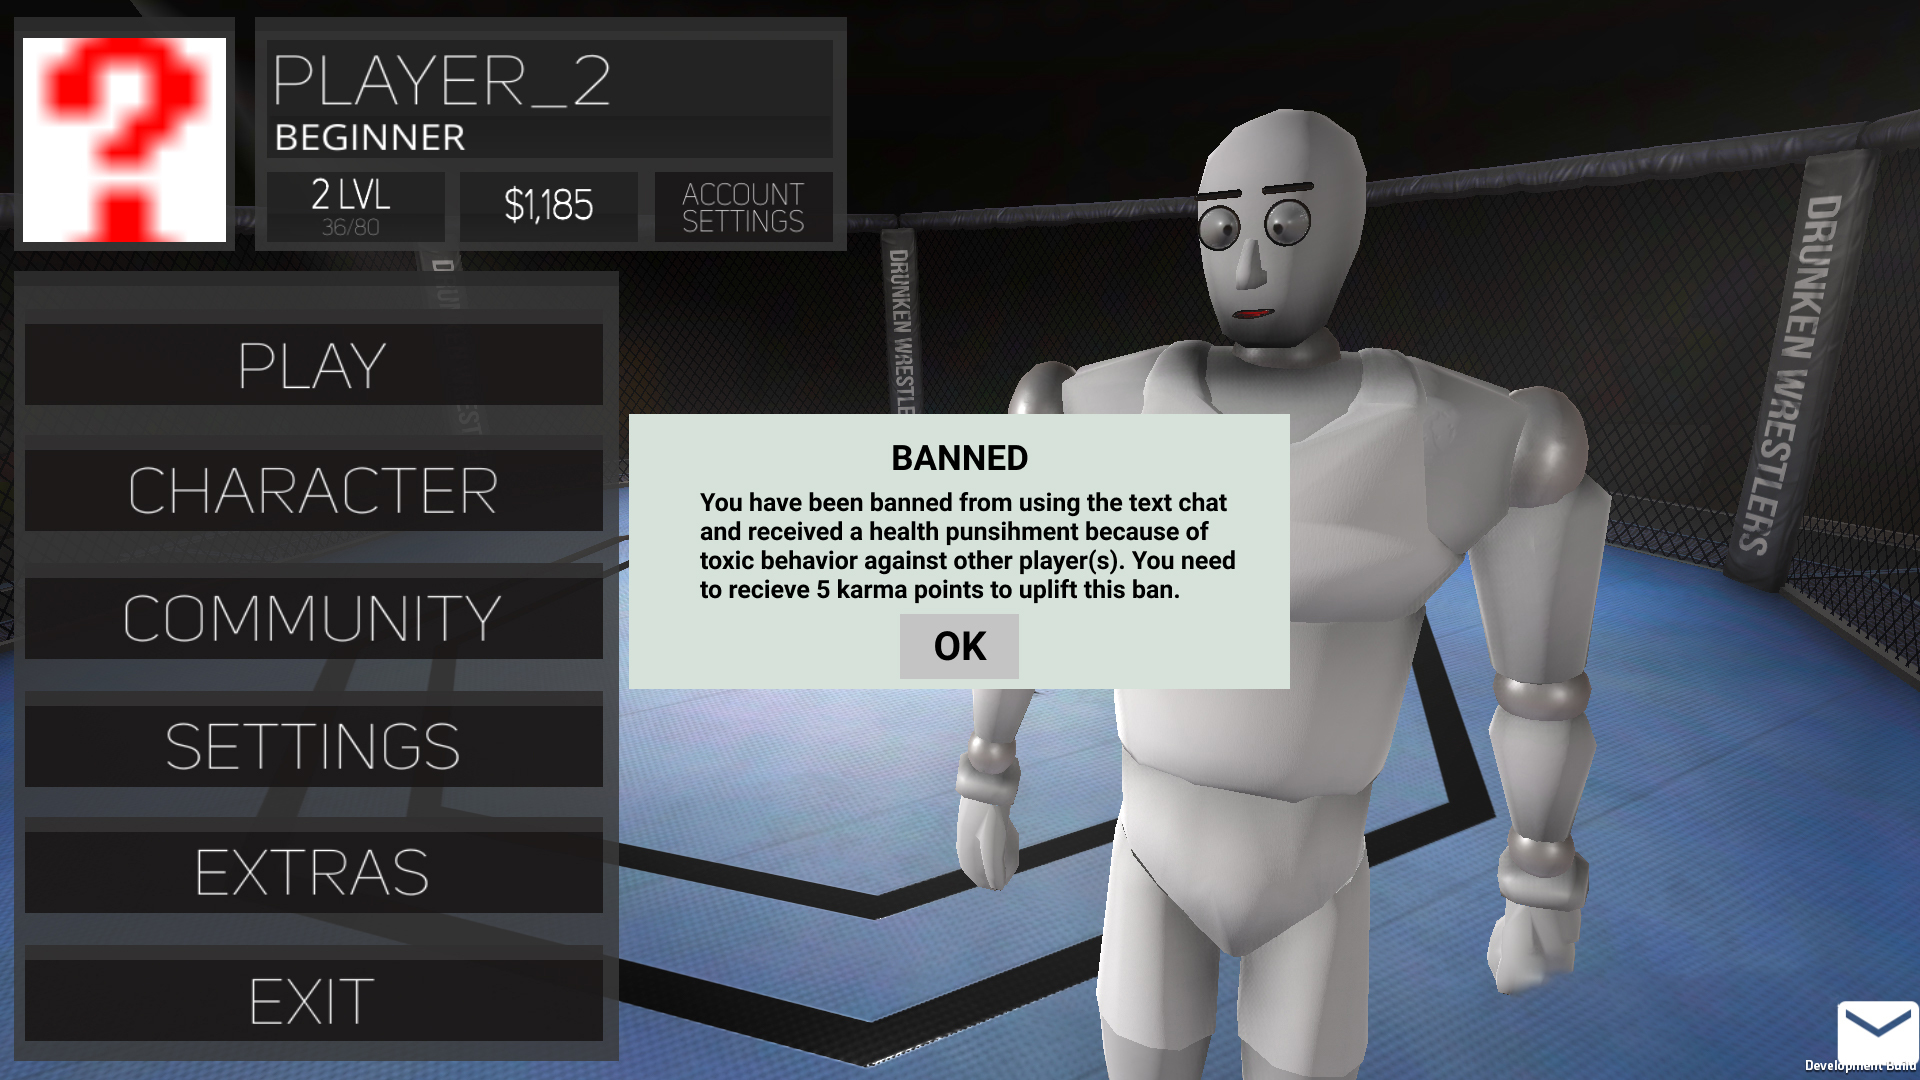 PLAYER_2
BEGINNER
2 LVL
36/80
$1,185
ACCOUNT
SETTINGS
PLAY
CHARACTER
COMMUNITY
SETTINGS
EXTRAS
EXIT
BANNED
You have been banned from using the text chat
and received a health punsihment because of
toxic behavior against other player(s). You need
to recieve 5 karma points to uplift this ban.
OK
DRUNKEN WRESTLE
DRUNKEN WRESTLERS
Development Build